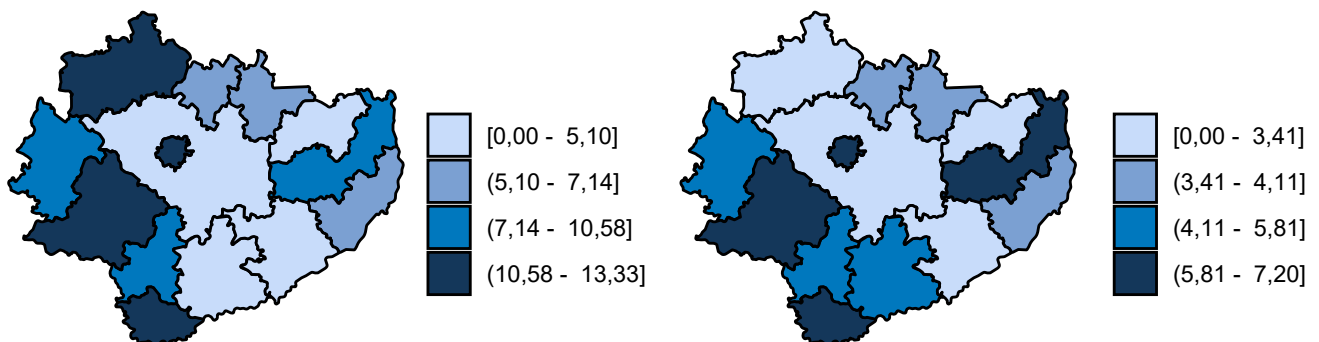 [0,00 - 5,10]
(5,10 - 7,14]
(7,14 - 10,58]
(10,58 - 13,33]
[0,00 - 3,41]
(3,41 - 4,11]
(4,11 - 5,81]
(5,81 - 7,20]